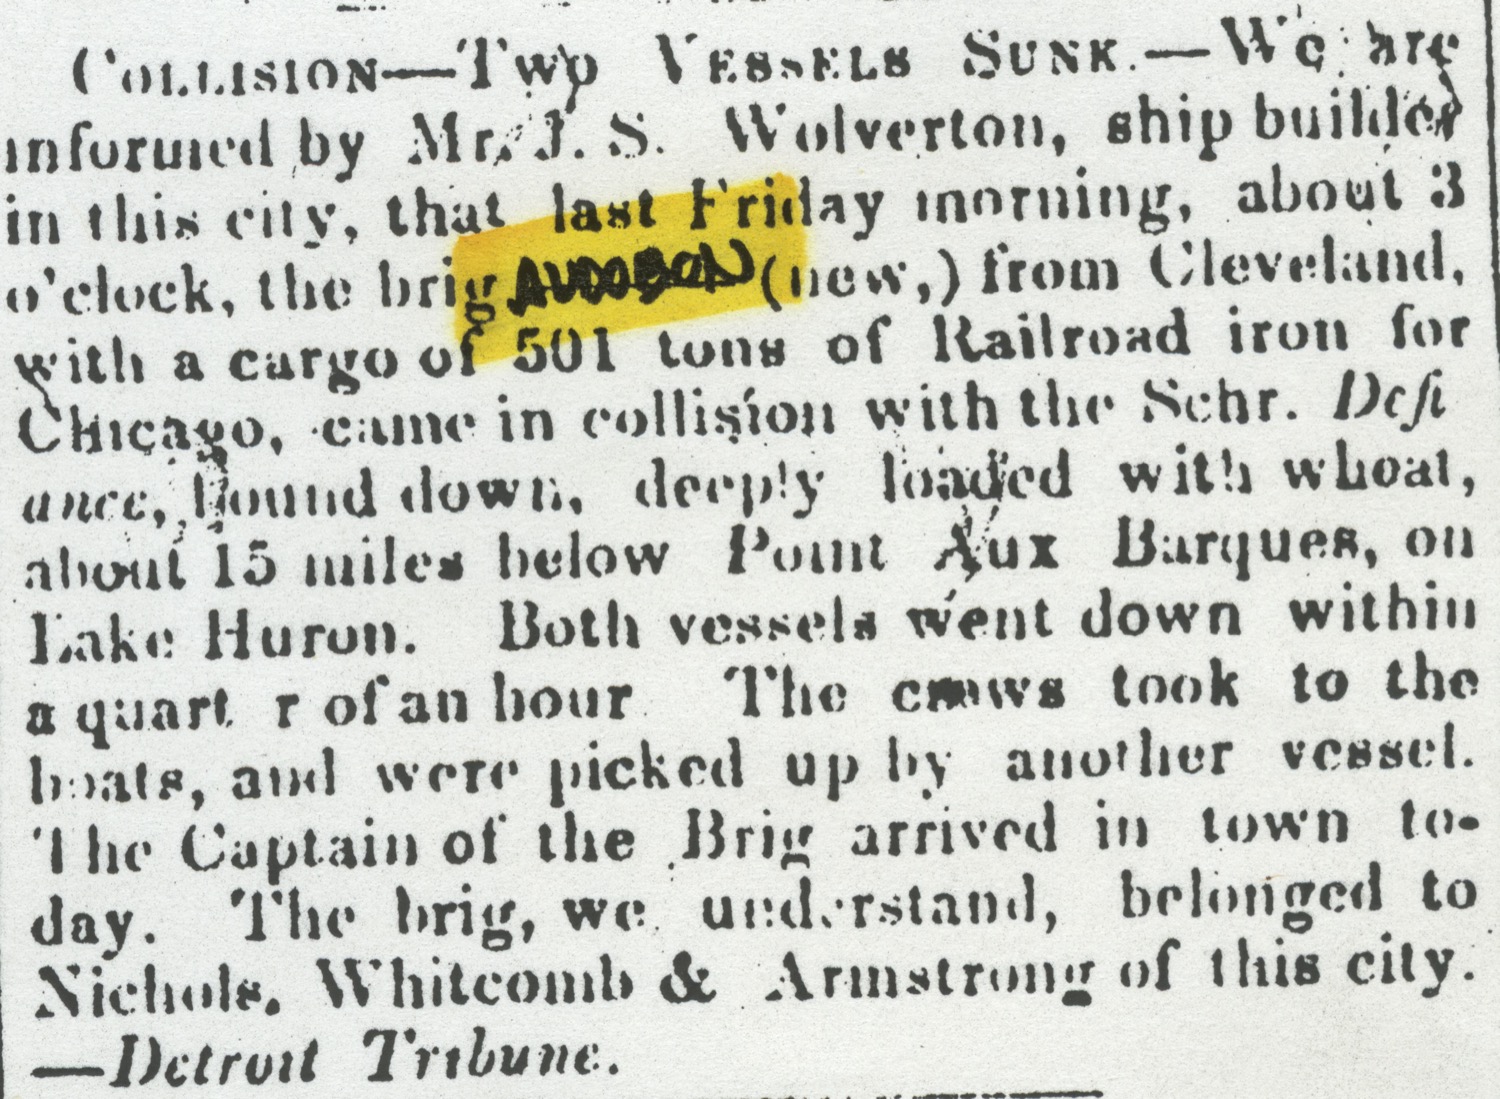 COLLISION—TWO VESSELS SUNK.—We are
informed by Mr. J. S. Wolverton, ship builder
in this city, that last Friday morning, about 3
o'clock, the brig (new,) from Cleveland,
with a cargo of 501 tons of Railroad iron for
Chicago, came in collision with the Schr. Defi
ance, bound down, deeply loaded with wheat,
about 15 miles below Point Aux Barques, on
Lake Huron. Both vessels went down within
a quart r of an hour. The crews took to the
boats, and were picked up by another vessel.
The Captain of the Brig arrived in town to-
day. The brig, we understand, belonged to
Nichols, Whitcomb & Armstrong of this city.
—Detroit Tribune.